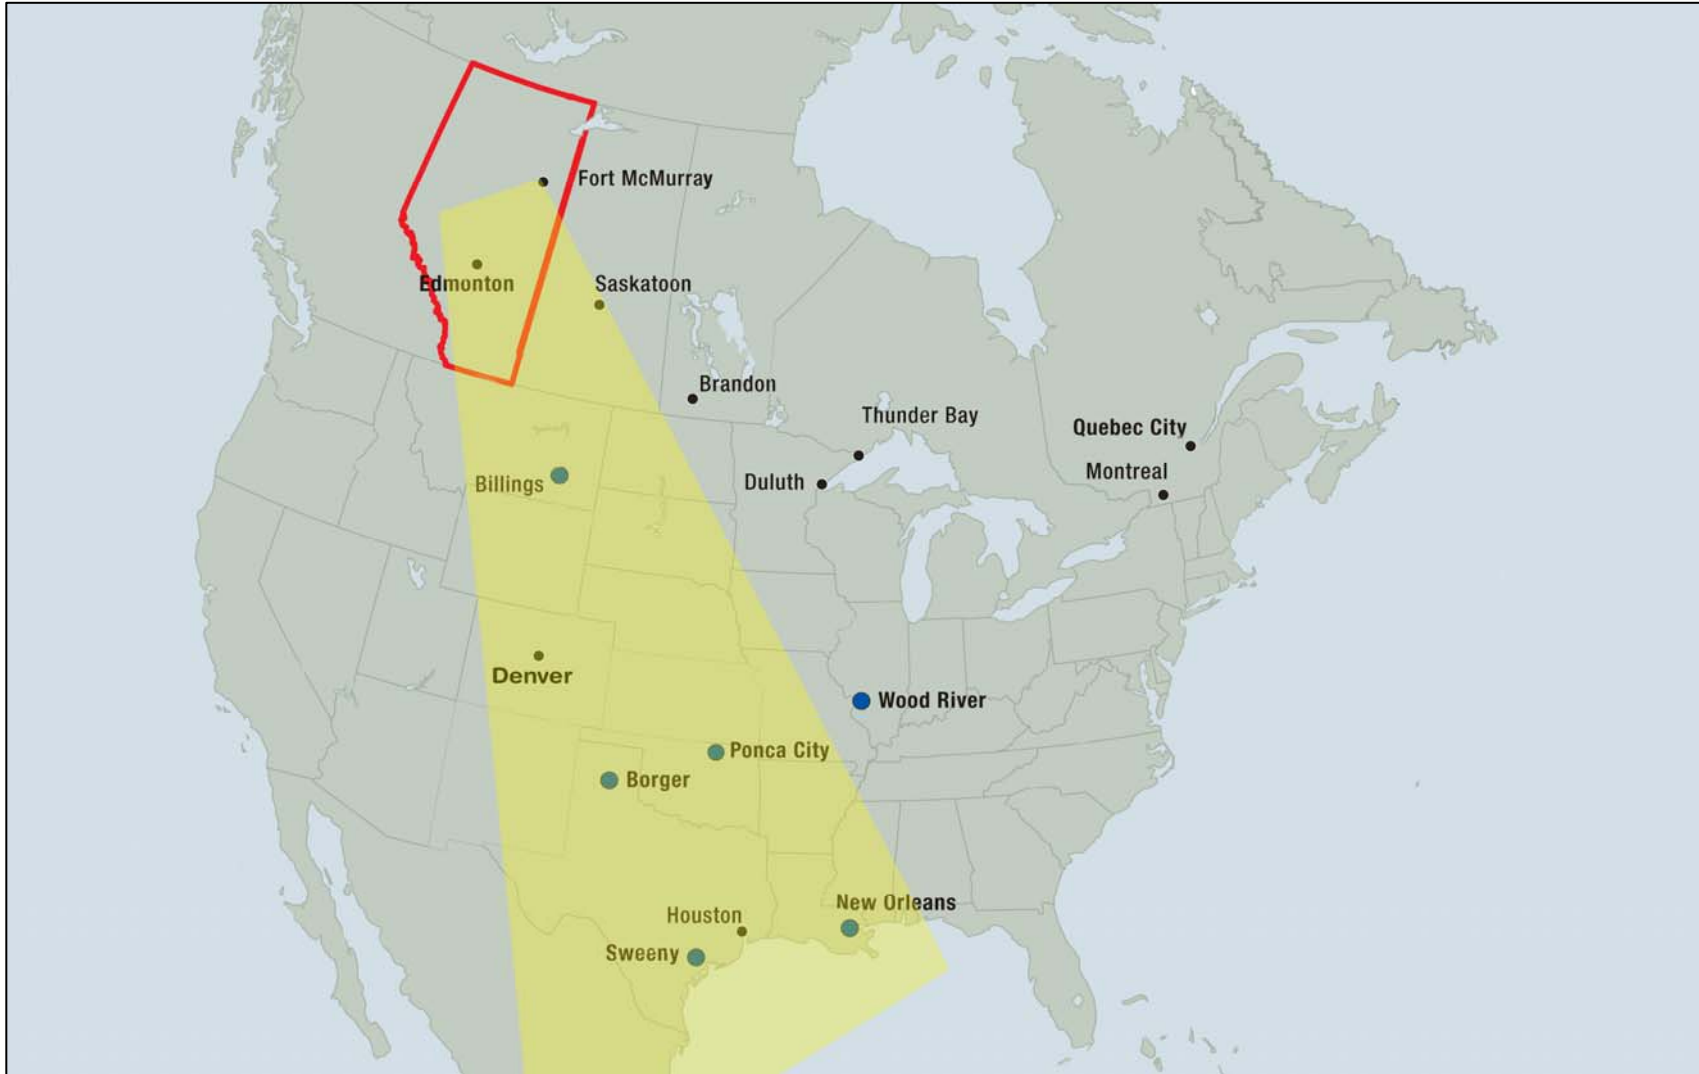 Fort McMurray
Edmonton
Saskatoon
Brandon
Thunder Bay
Quebec City
Montreal
Duluth
Billings
Denver
Wood River
Ponca City
Borger
New Orleans
Houston
Sweeny